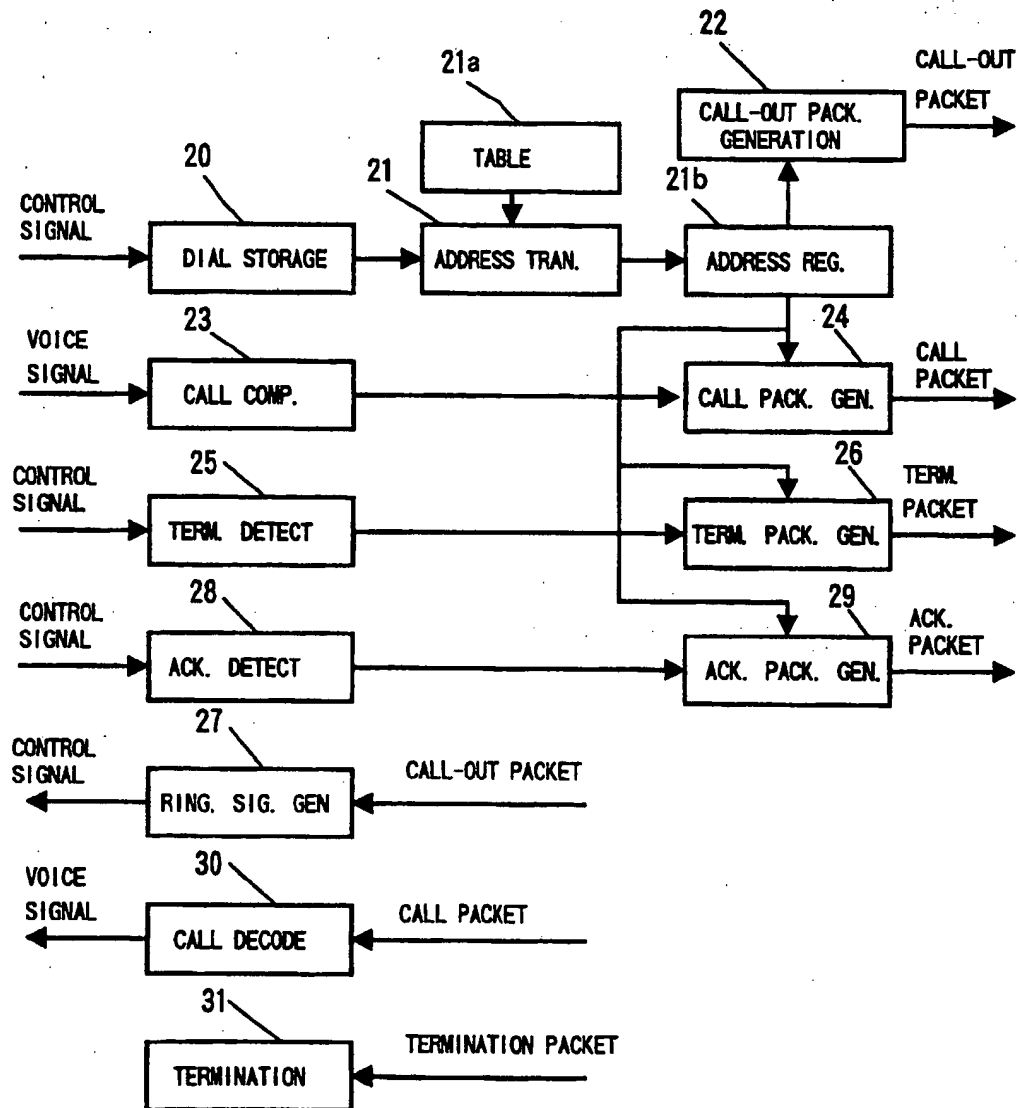 22
CALL-OUT
PACKET
21a
CALL-OUT PACK.
GENERATION
TABLE
20
21
21b
CONTROL
SIGNAL
DIAL STORAGE
ADDRESS TRAN.
ADDRESS REG.
23
24
VOICE
SIGNAL
CALL COMP.
CALL PACK. GEN.
CALL
PACKET
25
26
CONTROL
SIGNAL
TERM. DETECT
TERM. PACK. GEN.
TERM.
PACKET
28
29
CONTROL
SIGNAL
ACK. DETECT
ACK. PACK. GEN.
ACK.
PACKET
27
CONTROL
SIGNAL
RING. SIG. GEN
CALL-OUT PACKET
30
VOICE
SIGNAL
CALL DECODE
CALL PACKET
31
TERMINATION
TERMINATION PACKET